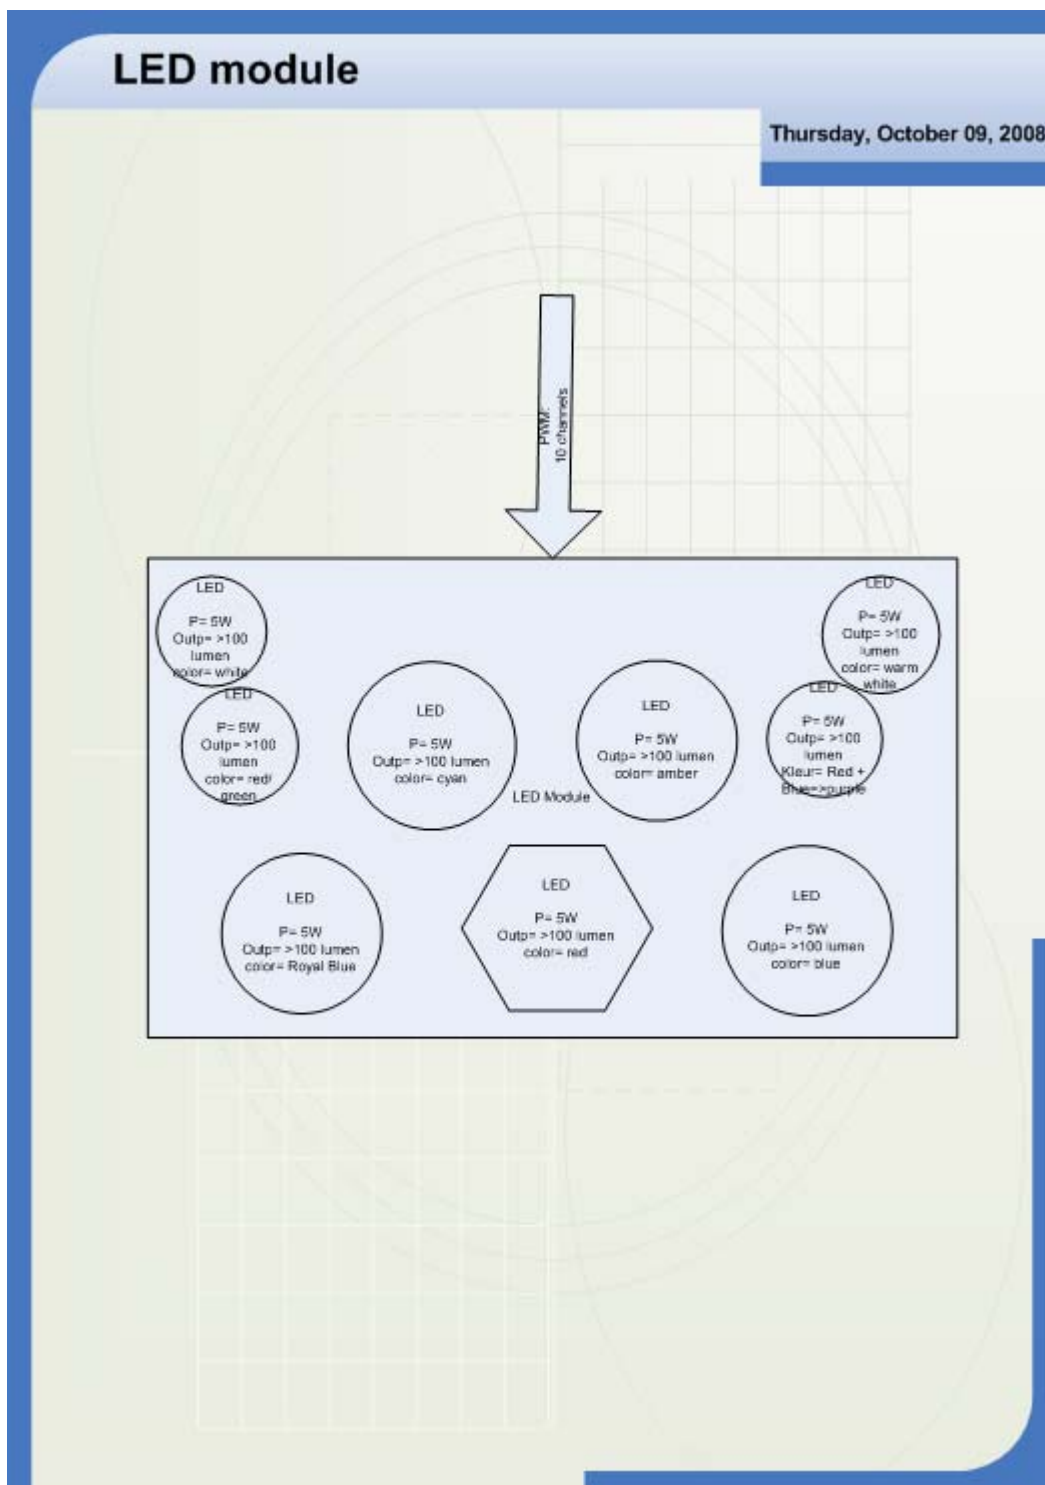 LED module
Thursday, October 09, 2008
PWM:
10 channels
LED
P= 5W
Outp= >100
lumen
color= white
LED
P= 5W
Outp= >100
lumen
color= warm
white
LED
P= 5W
Outp= >100
lumen
color= red/
green
LED
P= 5W
Outp= >100 lumen
color= cyan
LED
P= 5W
Outp= >100 lumen
color= amber
LED
P= 5W
Outp= >100
lumen
Kleur= Red +
Blue=>purple
LED Module
LED
P= 5W
Outp= >100 lumen
color= Royal Blue
LED
P= 5W
Outp= >100 lumen
color= red
LED
P= 5W
Outp= >100 lumen
color= blue